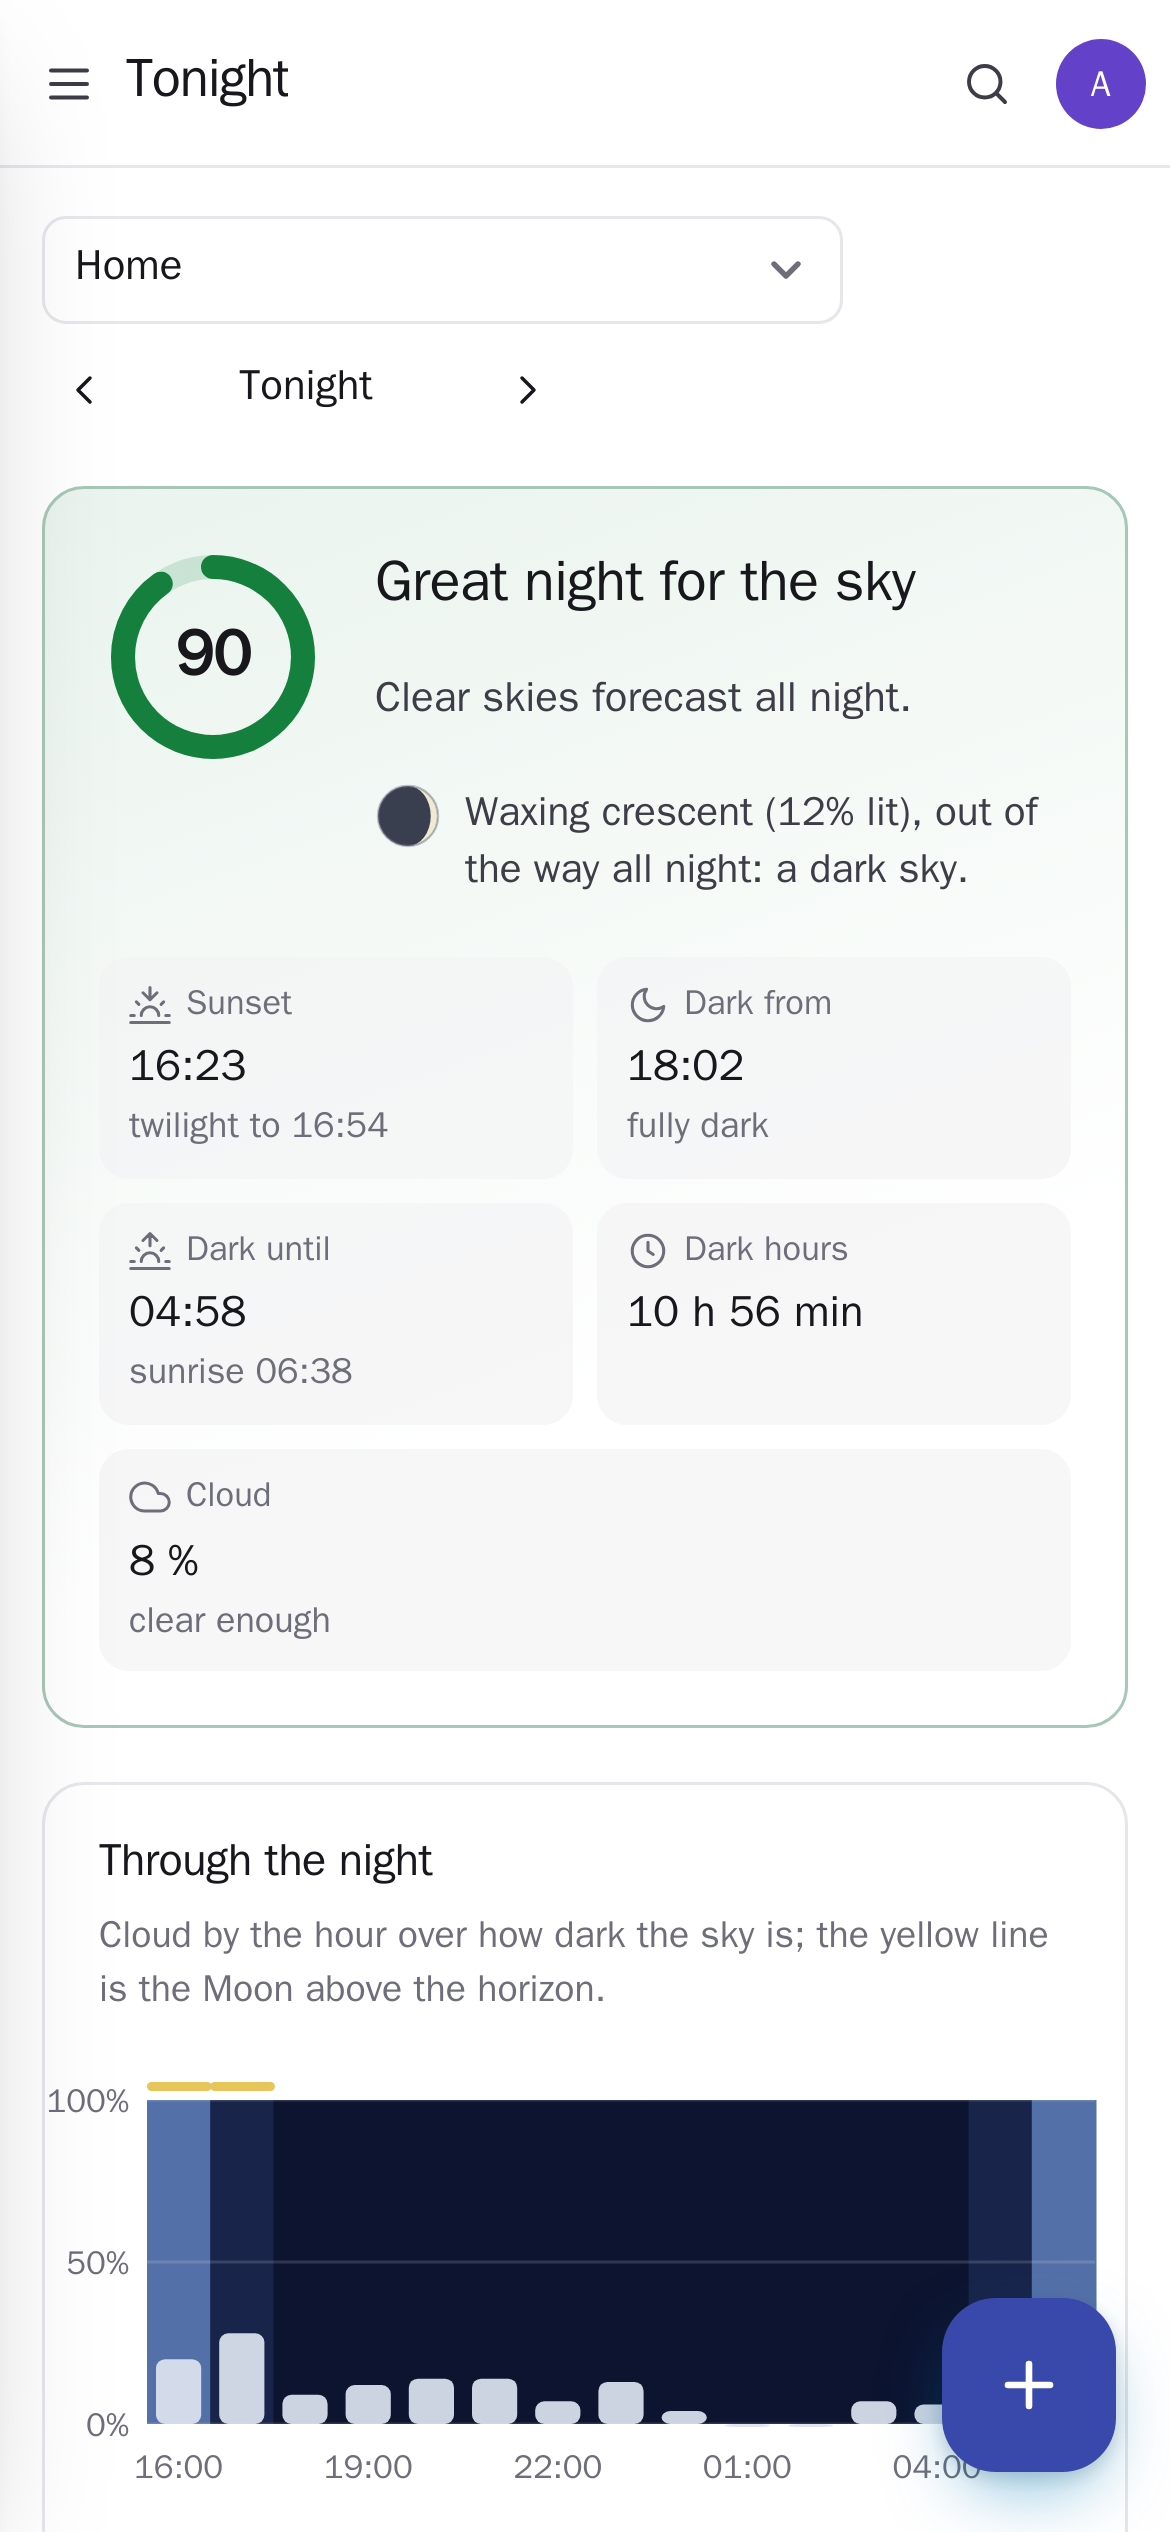 Tonight
A
Home
Tonight
90
Great night for the sky
Clear skies forecast all night.
Waxing crescent (12% lit), out of
the way all night: a dark sky.
Sunset
16:23
twilight to 16:54
Dark from
18:02
fully dark
Dark until
04:58
sunrise 06:38
Dark hours
10 h 56 min
Cloud
8 %
clear enough
Through the night
Cloud by the hour over how dark the sky is; the yellow line
is the Moon above the horizon.
100%
50%
0%
16:00 19:00 22:00 01:00 04:00